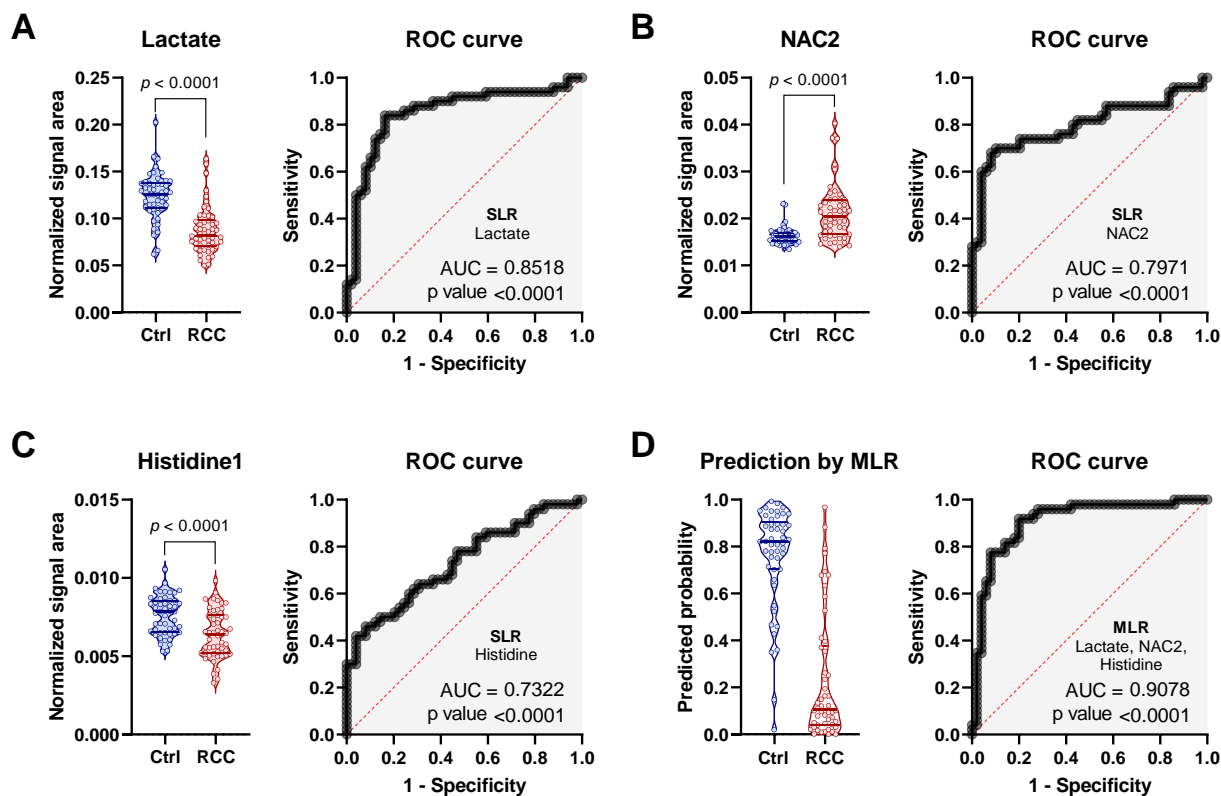 A
Lactate
p < 0.0001
Normalized signal area
0.25
0.20
0.15
0.10
0.05
0.00
Ctrl RCC
ROC curve
Sensitivity
1.0
0.8
0.6
0.4
0.2
0.0
SLR
Lactate
AUC = 0.8518
p value <0.0001
0.0 0.2 0.4 0.6 0.8 1.0
1 - Specificity
B
NAC2
p < 0.0001
Normalized signal area
0.05
0.04
0.03
0.02
0.01
0.00
Ctrl RCC
ROC curve
Sensitivity
1.0
0.8
0.6
0.4
0.2
0.0
SLR
NAC2
AUC = 0.7971
p value <0.0001
0.0 0.2 0.4 0.6 0.8 1.0
1 - Specificity
C
Histidine1
p < 0.0001
Normalized signal area
0.015
0.010
0.005
0.000
Ctrl RCC
ROC curve
Sensitivity
1.0
0.8
0.6
0.4
0.2
0.0
SLR
Histidine
AUC = 0.7322
p value <0.0001
0.0 0.2 0.4 0.6 0.8 1.0
1 - Specificity
D
Prediction by MLR
Predicted probability
1.0
0.8
0.6
0.4
0.2
0.0
Ctrl RCC
ROC curve
Sensitivity
1.0
0.8
0.6
0.4
0.2
0.0
MLR
Lactate, NAC2,
Histidine
AUC = 0.9078
p value <0.0001
0.0 0.2 0.4 0.6 0.8 1.0
1 - Specificity